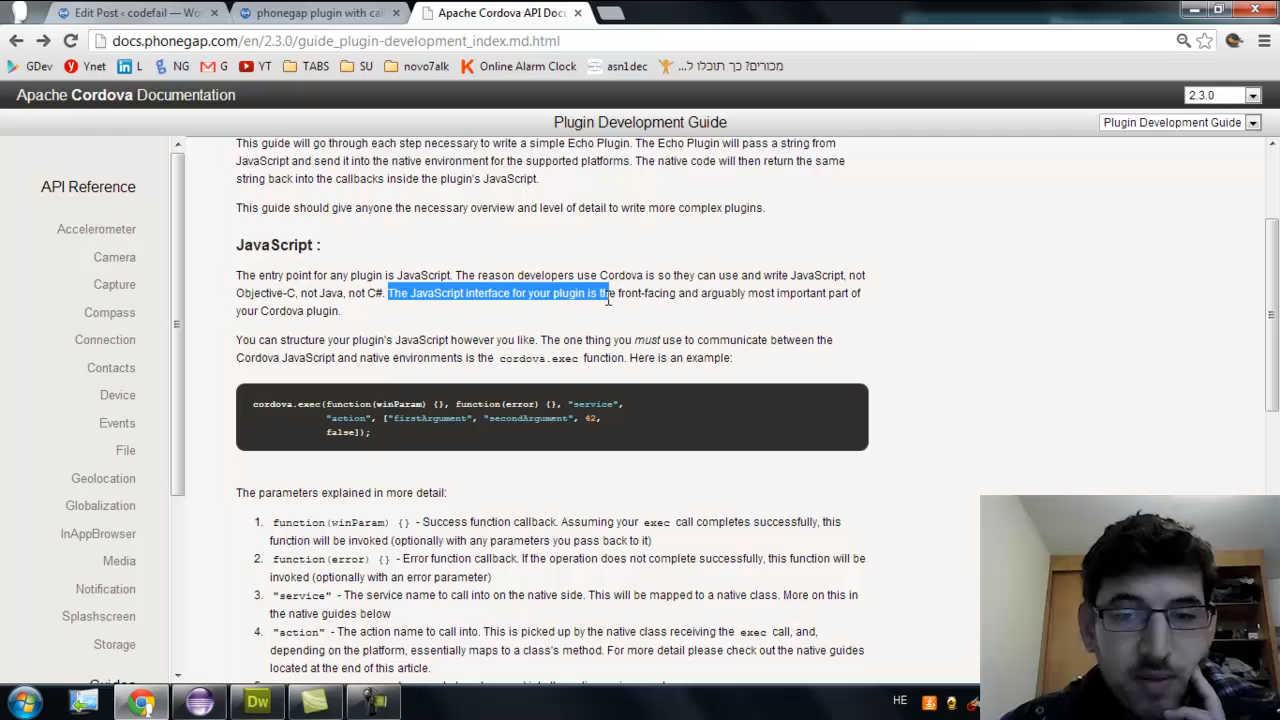 Edit Post ‹ codefail — Wo
phonegap plugin with cal
Apache Cordova API Doc
docs.phonegap.com/en/2.3.0/guide_plugin-development_index.md.html
GDev Ynet L NG G YT TABS SU novo7alk Online Alarm Clock asn1dec מכורים? כך תוכלו ל...
Apache Cordova Documentation
2.3.0
Plugin Development Guide
Plugin Development Guide
This guide will go through each step necessary to write a simple Echo Plugin. The Echo Plugin will pass a string from
JavaScript and send it into the native environment for the supported platforms. The native code will then return the same
string back into the callbacks inside the plugin's JavaScript.
This guide should give anyone the necessary overview and level of detail to write more complex plugins.
JavaScript :
The entry point for any plugin is JavaScript. The reason developers use Cordova is so they can use and write JavaScript, not
Objective-C, not Java, not C#. The JavaScript interface for your plugin is the front-facing and arguably most important part of
your Cordova plugin.
You can structure your plugin's JavaScript however you like. The one thing you must use to communicate between the
Cordova JavaScript and native environments is the cordova.exec function. Here is an example:
cordova.exec(function(winParam) {}, function(error) {}, "service",
"action", ["firstArgument", "secondArgument", 42,
false]);
The parameters explained in more detail:
1. function(winParam) {} - Success function callback. Assuming your exec call completes successfully, this
function will be invoked (optionally with any parameters you pass back to it)
2. function(error) {} - Error function callback. If the operation does not complete successfully, this function will be
invoked (optionally with an error parameter)
3. "service" - The service name to call into on the native side. This will be mapped to a native class. More on this in
the native guides below
4. "action" - The action name to call into. This is picked up by the native class receiving the exec call, and,
depending on the platform, essentially maps to a class's method. For more detail please check out the native guides
located at the end of this article.
API Reference
Accelerometer
Camera
Capture
Compass
Connection
Contacts
Device
Events
File
Geolocation
Globalization
InAppBrowser
Media
Notification
Splashscreen
Storage
Dw
HE